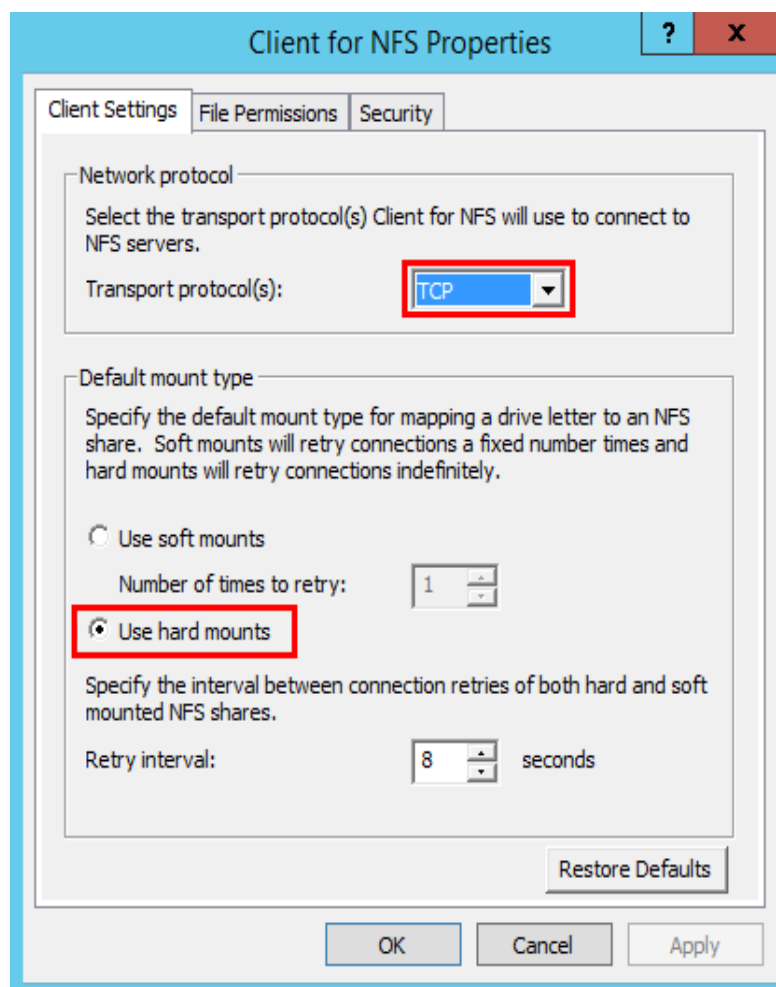 Client for NFS Properties
? x
Client Settings File Permissions Security
Network protocol
Select the transport protocol(s) Client for NFS will use to connect to
NFS servers.
Transport protocol(s): TCP
Default mount type
Specify the default mount type for mapping a drive letter to an NFS
share. Soft mounts will retry connections a fixed number times and
hard mounts will retry connections indefinitely.
Use soft mounts
Number of times to retry: 1
Use hard mounts
Specify the interval between connection retries of both hard and soft
mounted NFS shares.
Retry interval: 8 seconds
Restore Defaults
OK Cancel Apply